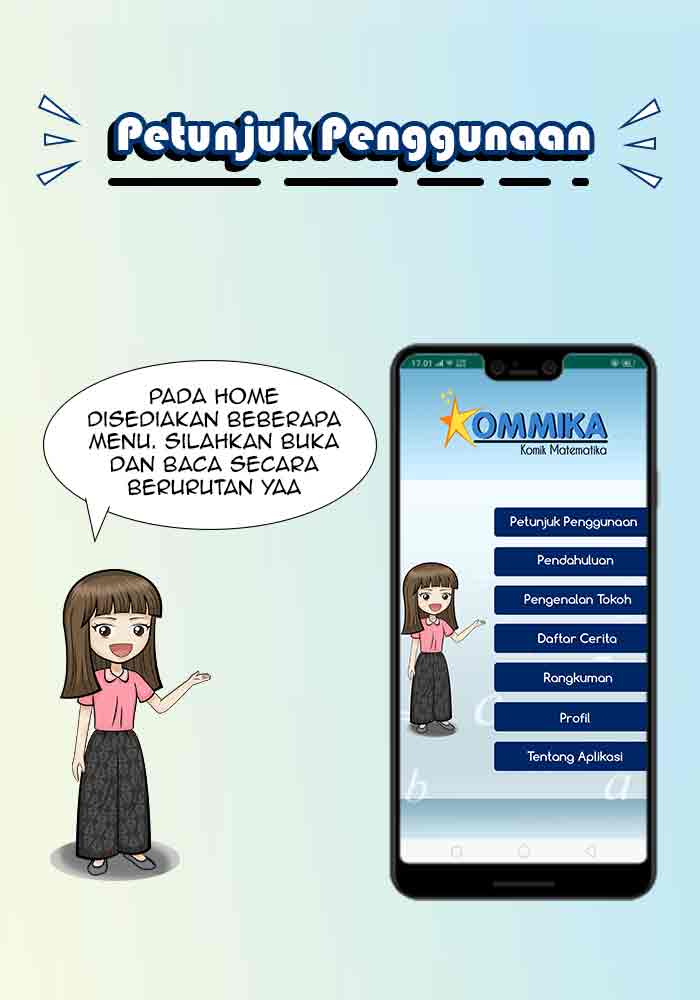 Petunjuk Penggunaan
PADA HOME
DISEDIAKAN BEBERAPA
MENU. SILAHKAN BUKA
DAN BACA SECARA
BERURUTAN YAA
17.01
OMMIKA
Komik Matematika
Petunjuk Penggunaan
Pendahuluan
Pengenalan Tokoh
Daftar Cerita
Rangkuman
Profil
Tentang Aplikasi
c
b
a